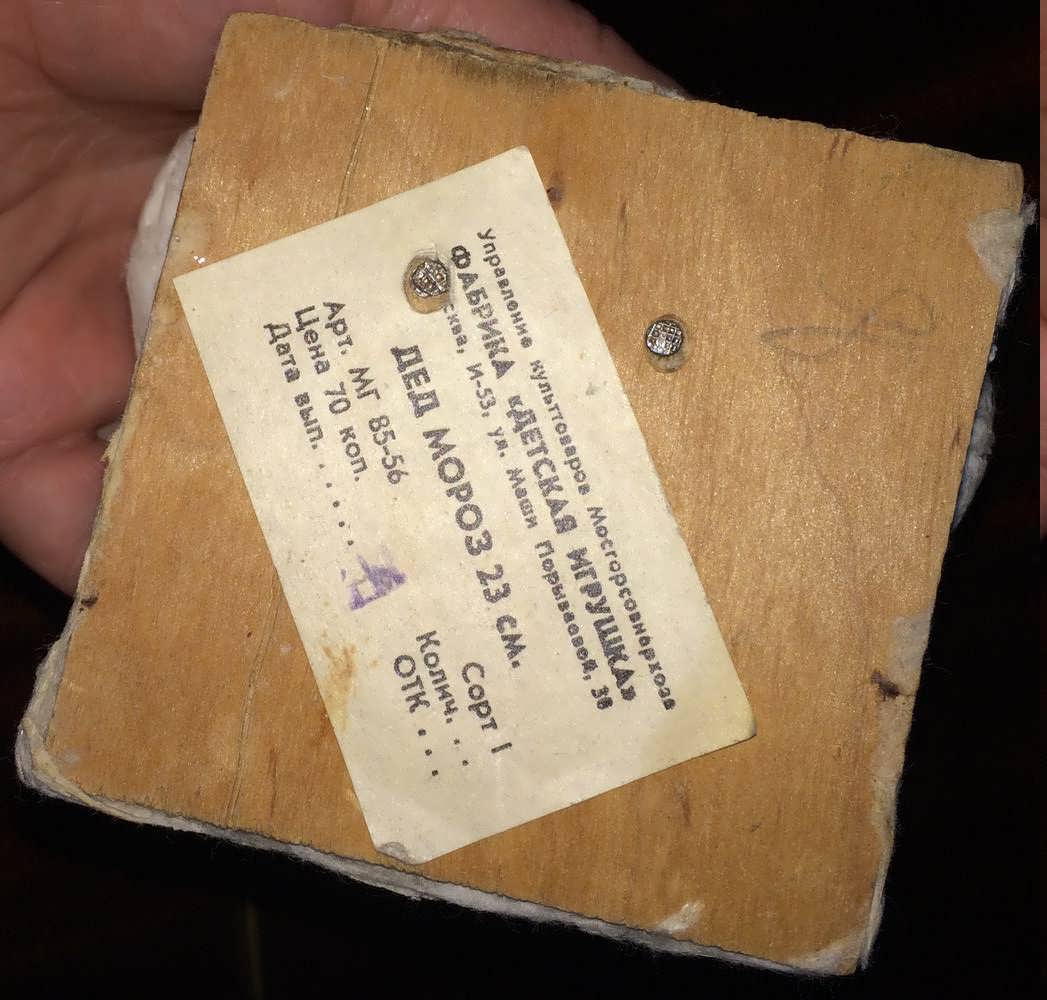 Управление культтоваров Мосгорсовнархоза
ФАБРИКА «ДЕТСКАЯ ИГРУШКА»
сква, И-53, ул. Маши Порываевой, 38
ДЕД МОРОЗ 23 см.
Арт. МГ 85-56
Цена 70 коп.
Дата вып. . . . . . .
Сорт I
Колич. . .
ОТК . . .